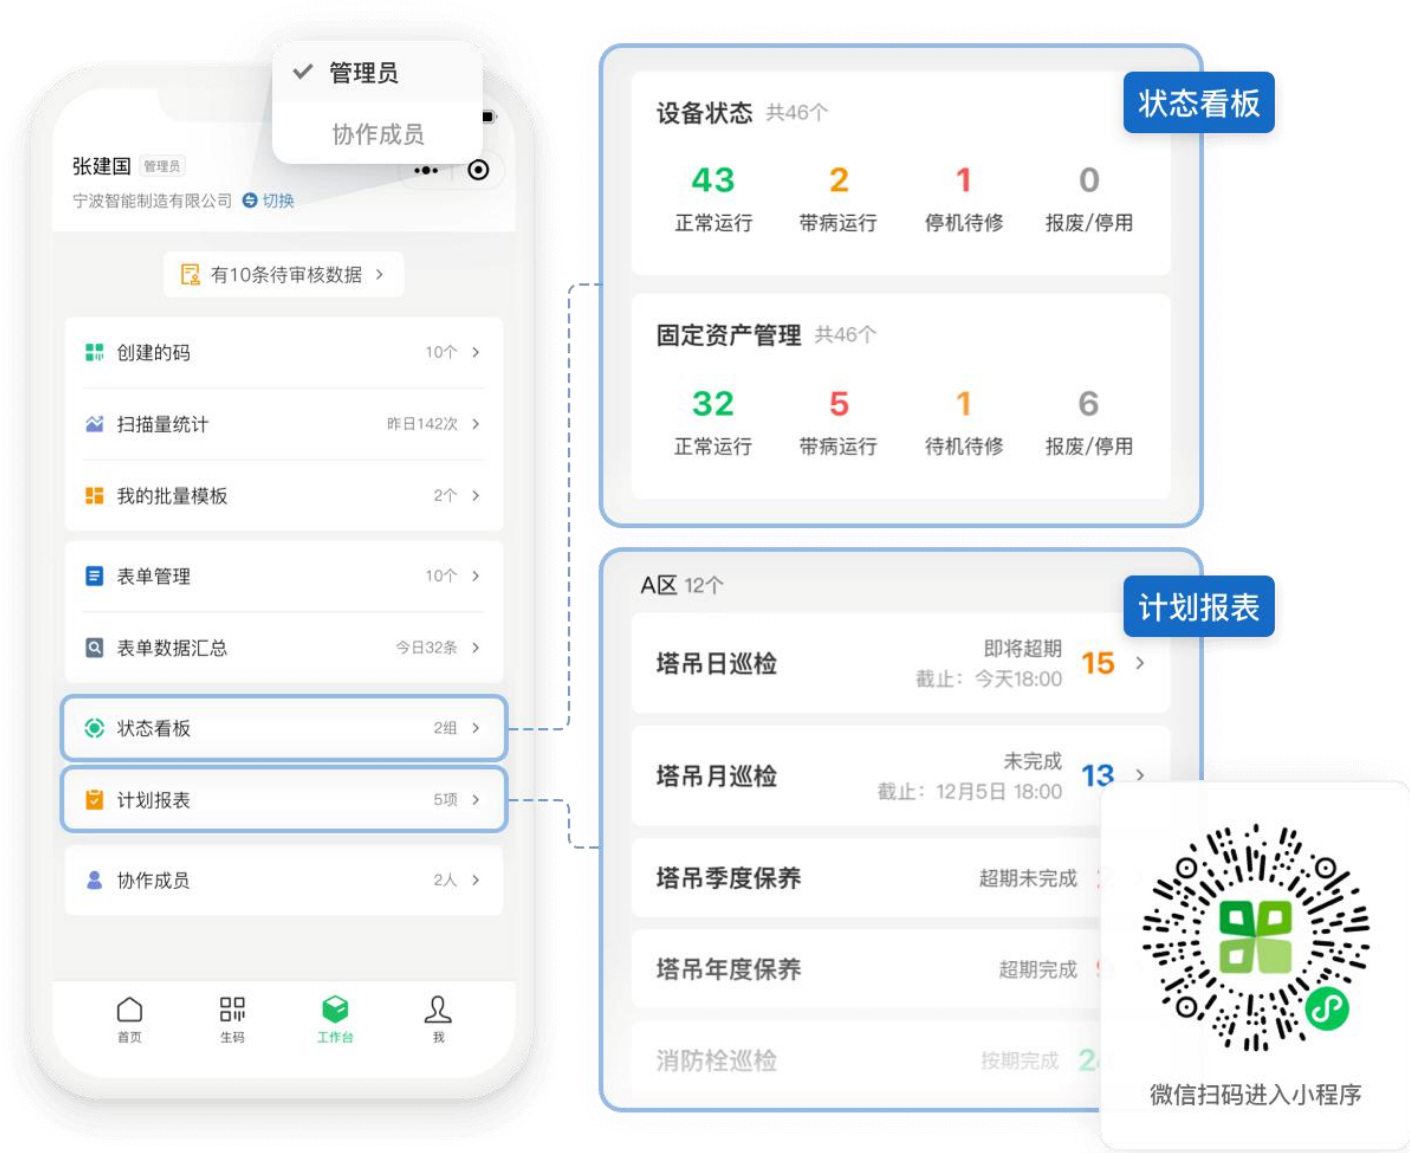 管理员
协作成员
张建国 管理员
宁波智能制造有限公司 切换
有10条待审核数据
创建的码 10个
扫描量统计 昨日142次
我的批量模板 2个
表单管理 10个
表单数据汇总 今日32条
状态看板 2组
计划报表 5项
协作成员 2人
首页 生码 工作台 我
状态看板
设备状态 共46个
43 2 1 0
正常运行 带病运行 停机待修 报废/停用
固定资产管理 共46个
32 5 1 6
正常运行 带病运行 待机待修 报废/停用
计划报表
A区 12个
塔吊日巡检 即将超期 15
截止：今天18:00
塔吊月巡检 未完成 13
截止：12月5日 18:00
塔吊季度保养 超期未完成
塔吊年度保养 超期完成
消防栓巡检 按期完成
微信扫码进入小程序